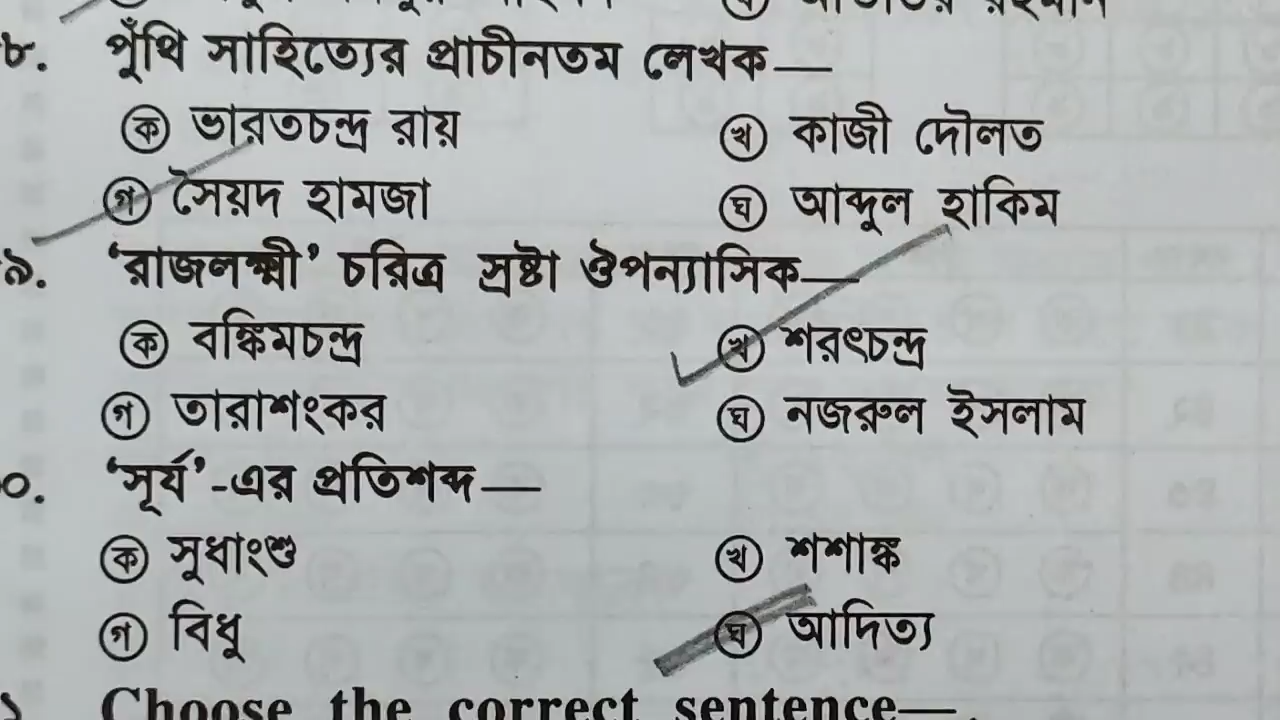 ৮. পুঁথি সাহিত্যের প্রাচীনতম লেখক—
ক ভারতচন্দ্র রায় খ কাজী দৌলত
গ সৈয়দ হামজা ঘ আব্দুল হাকিম
৯. ‘রাজলক্ষ্মী’ চরিত্র স্রষ্টা ঔপন্যাসিক—
ক বঙ্কিমচন্দ্র খ শরৎচন্দ্র
গ তারাশংকর ঘ নজরুল ইসলাম
০. ‘সূর্য’-এর প্রতিশব্দ—
ক সুধাংশু খ শশাঙ্ক
গ বিধু ঘ আদিত্য
Choose the correct sentence—.